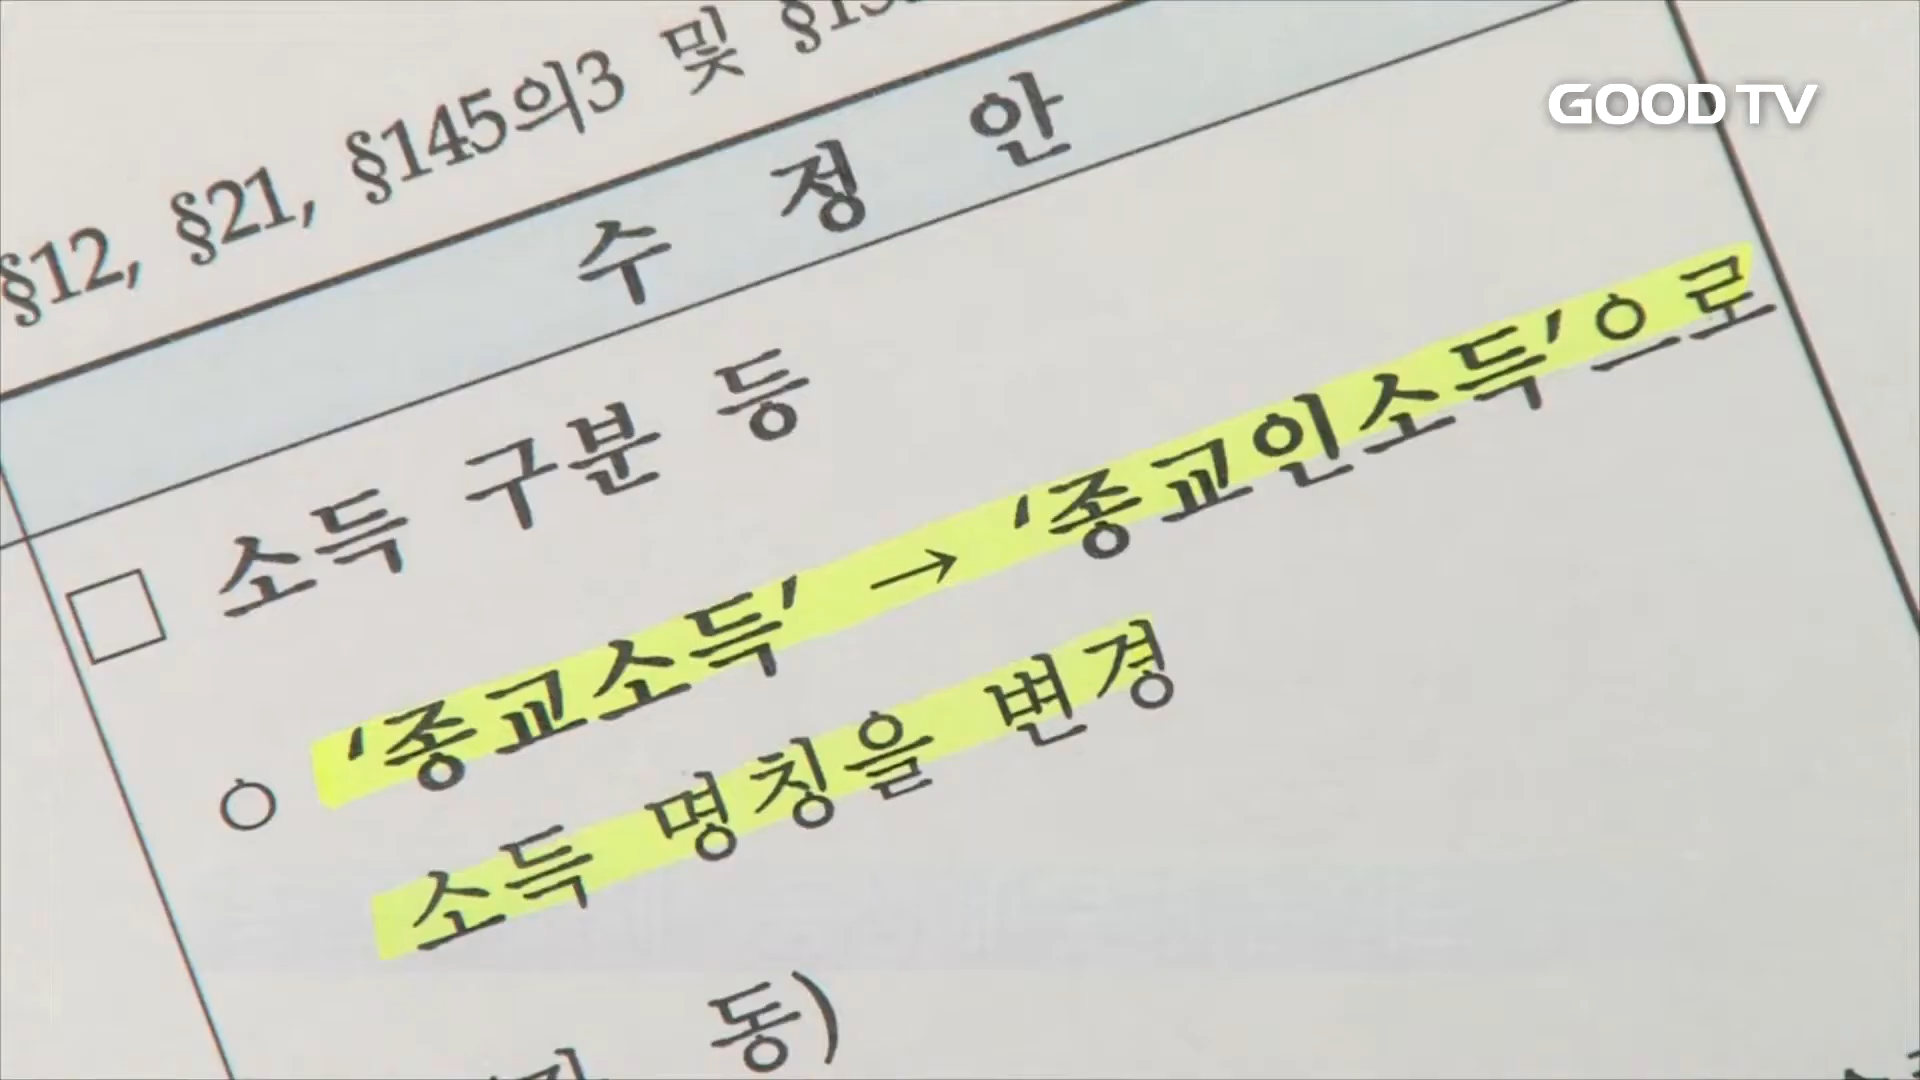 §12, §21, §145의3 및
GOOD TV
수 정 안
□ 소득 구분 등
○ '종교소득' → '종교인소득'으로
소득 명칭을 변경
동)